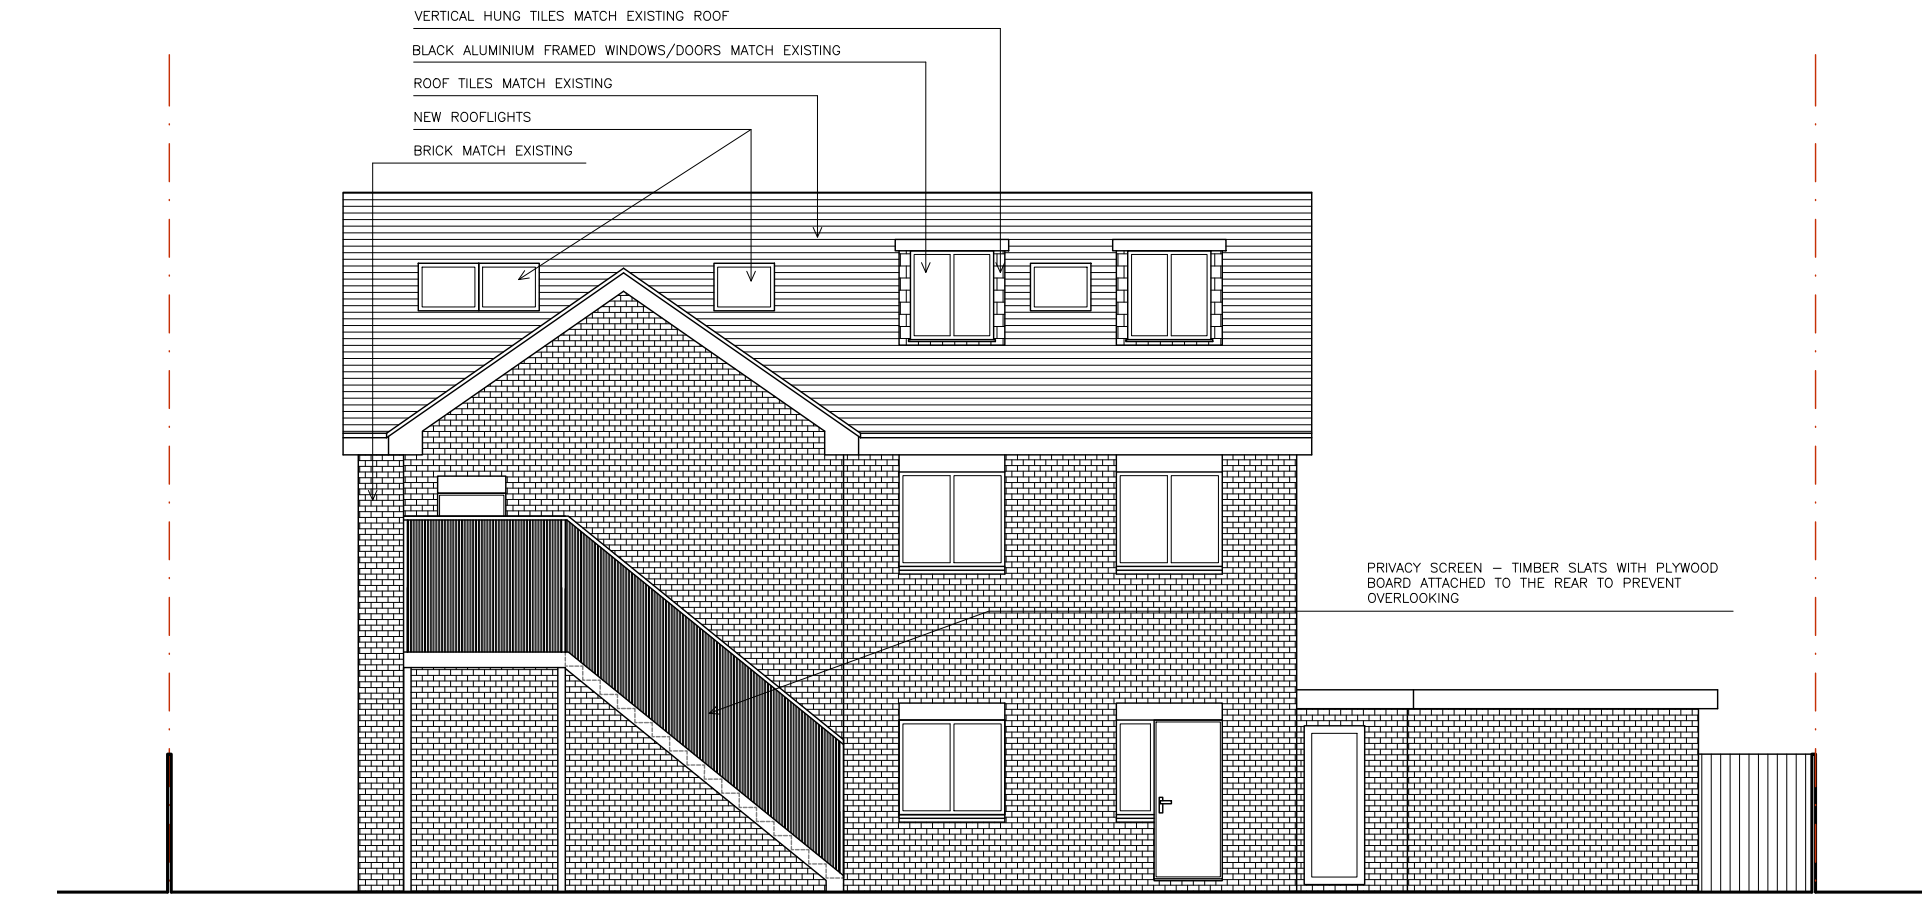 VERTICAL HUNG TILES MATCH EXISTING ROOF
BLACK ALUMINIUM FRAMED WINDOWS/DOORS MATCH EXISTING
ROOF TILES MATCH EXISTING
NEW ROOFLIGHTS
BRICK MATCH EXISTING
PRIVACY SCREEN – TIMBER SLATS WITH PLYWOOD
BOARD ATTACHED TO THE REAR TO PREVENT
OVERLOOKING